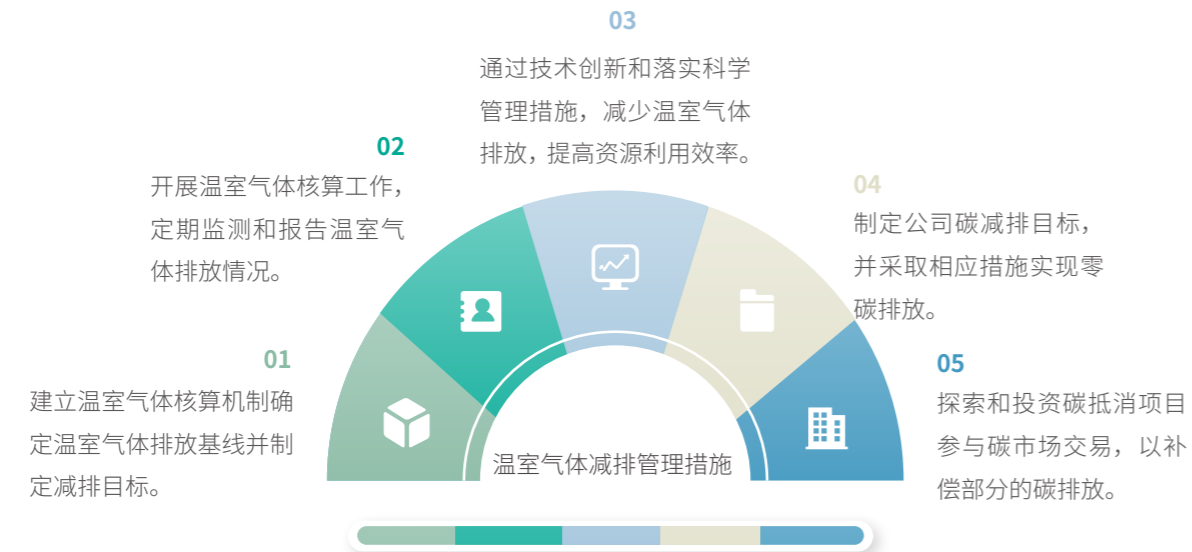 01
建立温室气体核算机制确
定温室气体排放基线并制
定减排目标。
02
开展温室气体核算工作，
定期监测和报告温室气
体排放情况。
03
通过技术创新和落实科学
管理措施，减少温室气体
排放，提高资源利用效率。
04
制定公司碳减排目标，
并采取相应措施实现零
碳排放。
05
探索和投资碳抵消项目
参与碳市场交易，以补
偿部分的碳排放。
温室气体减排管理措施